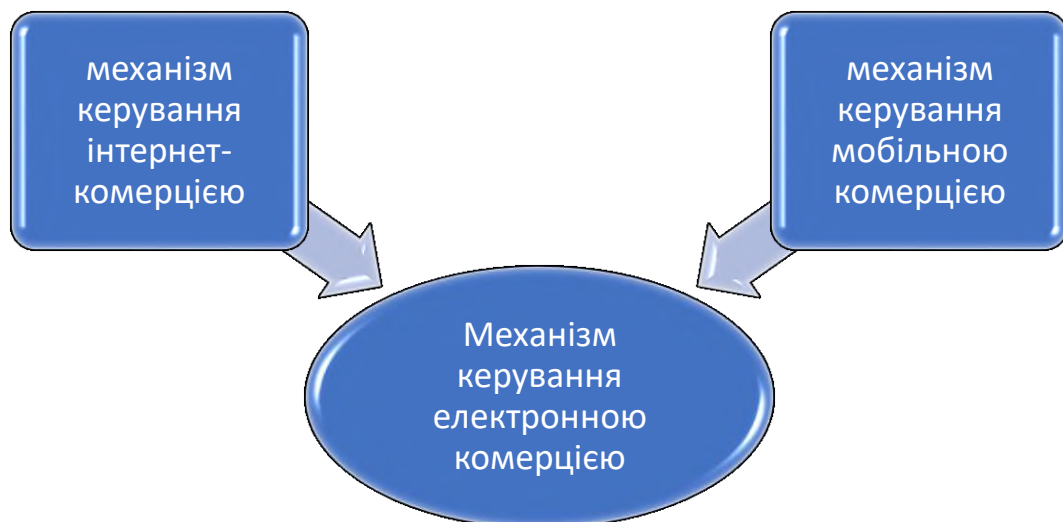 механізм
керування
інтернет-
комерцією
механізм
керування
мобільною
комерцією
Механізм
керування
електронною
комерцією